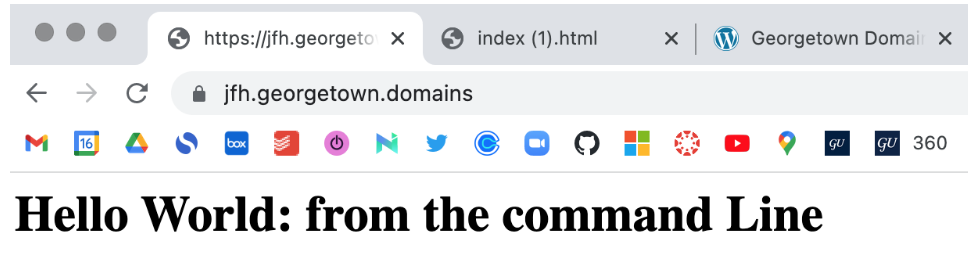 https://jfh.georgeto
index (1).html
Georgetown Domai
jfh.georgetown.domains
16
box
GU
GU
360
Hello World: from the command Line